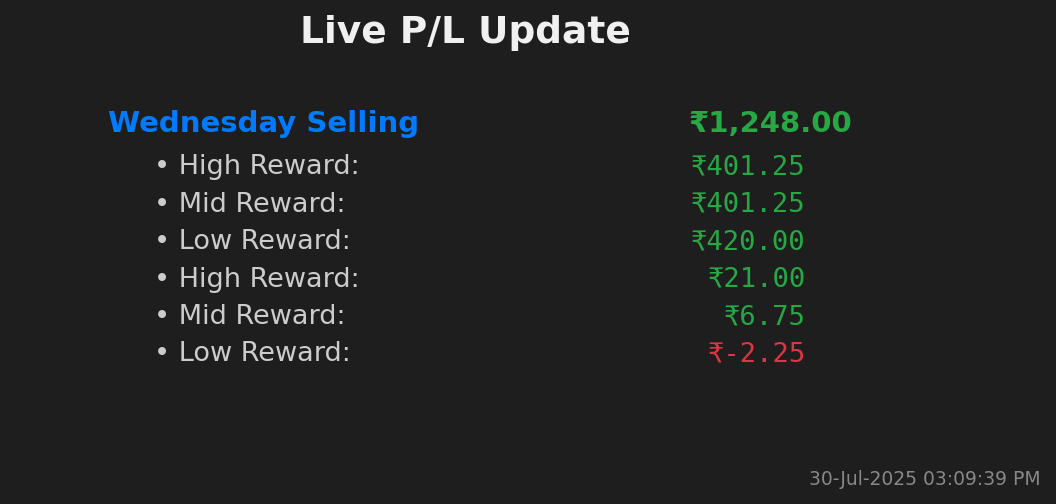 Live P/L Update
Wednesday Selling ₹1,248.00
• High Reward: ₹401.25
• Mid Reward: ₹401.25
• Low Reward: ₹420.00
• High Reward: ₹21.00
• Mid Reward: ₹6.75
• Low Reward: ₹-2.25
30-Jul-2025 03:09:39 PM